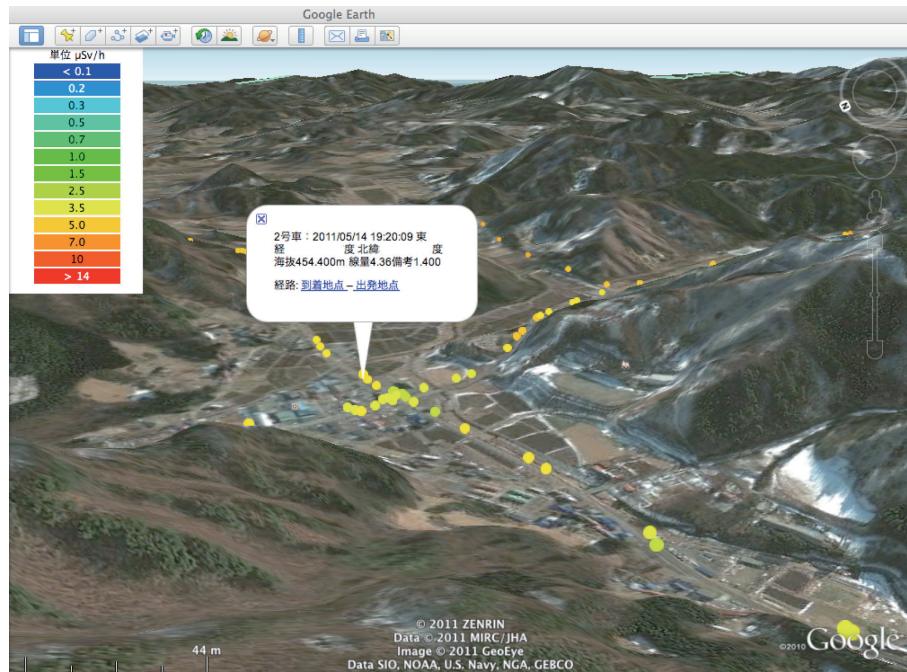 Google Earth
単位 µSv/h
< 0.1
0.2
0.3
0.5
0.7
1.0
1.5
2.5
3.5
5.0
7.0
10
> 14
N
2号車：2011/05/14 19:20:09 東
経 度 北緯 度
海抜454.400m 線量4.36備考1.400
経路: 到着地点 – 出発地点
© 2011 ZENRIN
Data © 2011 MIRC/JHA
Image © 2011 GeoEye
Data SIO, NOAA, U.S. Navy, NGA, GEBCO
44 m
©2010 Google